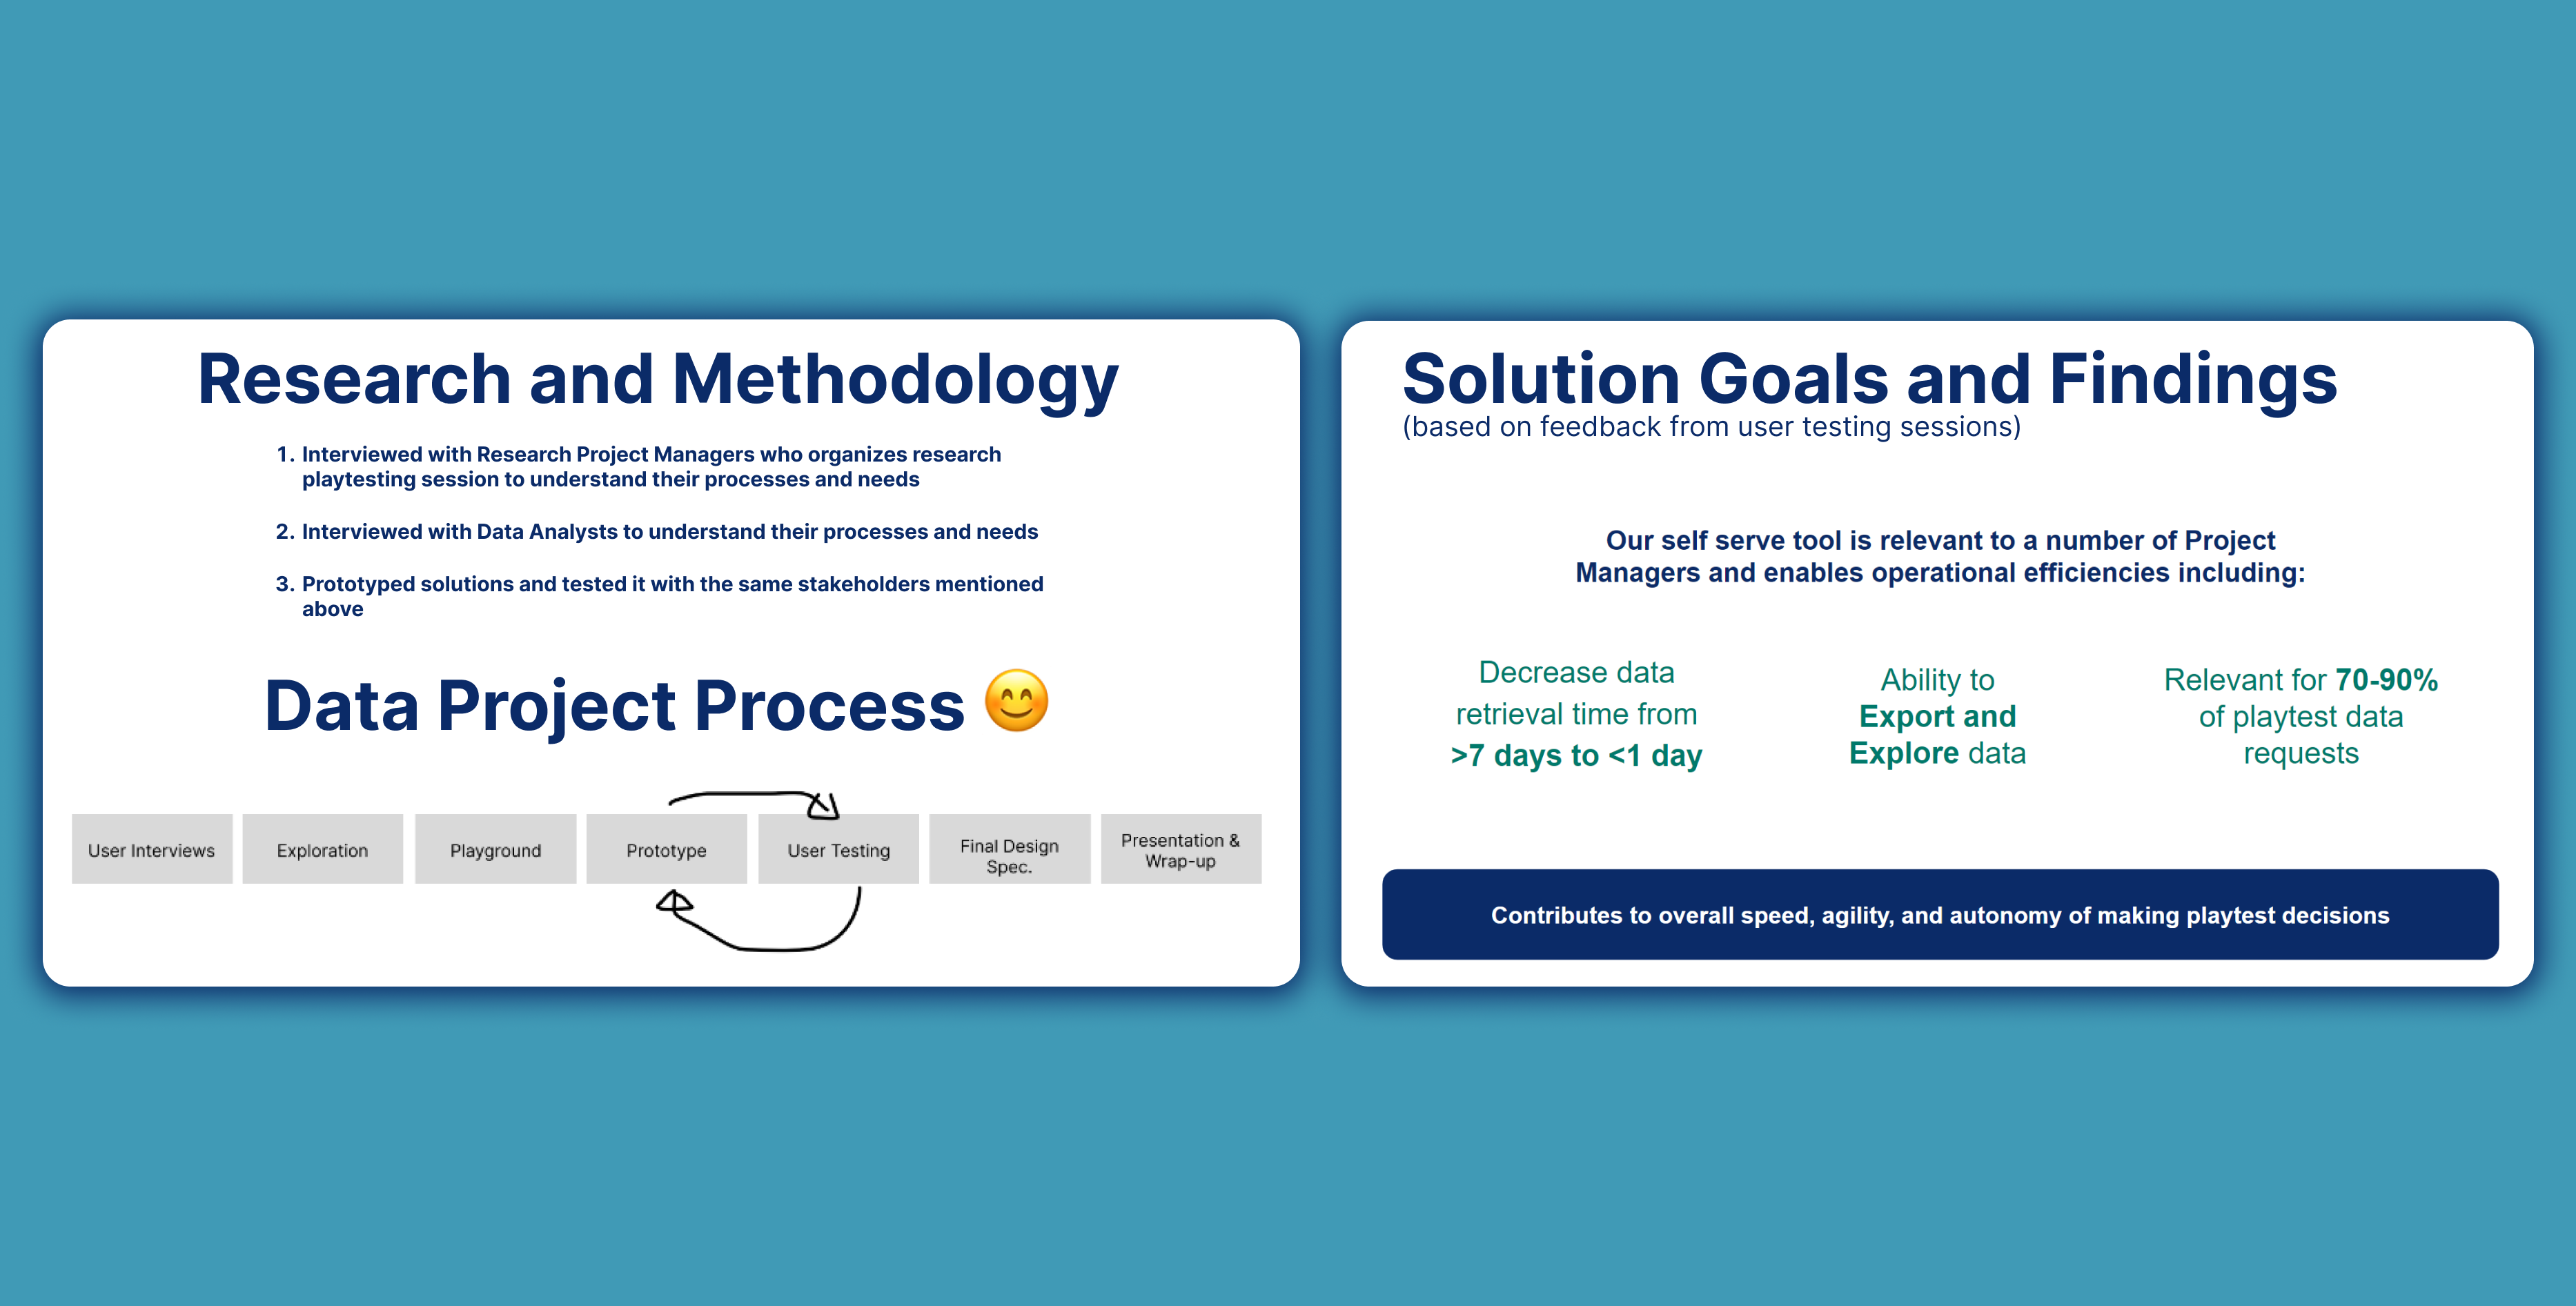 Research and Methodology
1. Interviewed with Research Project Managers who organizes research
playtesting session to understand their processes and needs
2. Interviewed with Data Analysts to understand their processes and needs
3. Prototyped solutions and tested it with the same stakeholders mentioned
above
Data Project Process 😊
User Interviews
Exploration
Playground
Prototype
User Testing
Final Design
Spec.
Presentation &
Wrap-up
Solution Goals and Findings
(based on feedback from user testing sessions)
Our self serve tool is relevant to a number of Project
Managers and enables operational efficiencies including:
Decrease data
retrieval time from
>7 days to <1 day
Ability to
Export and
Explore data
Relevant for 70-90%
of playtest data
requests
Contributes to overall speed, agility, and autonomy of making playtest decisions